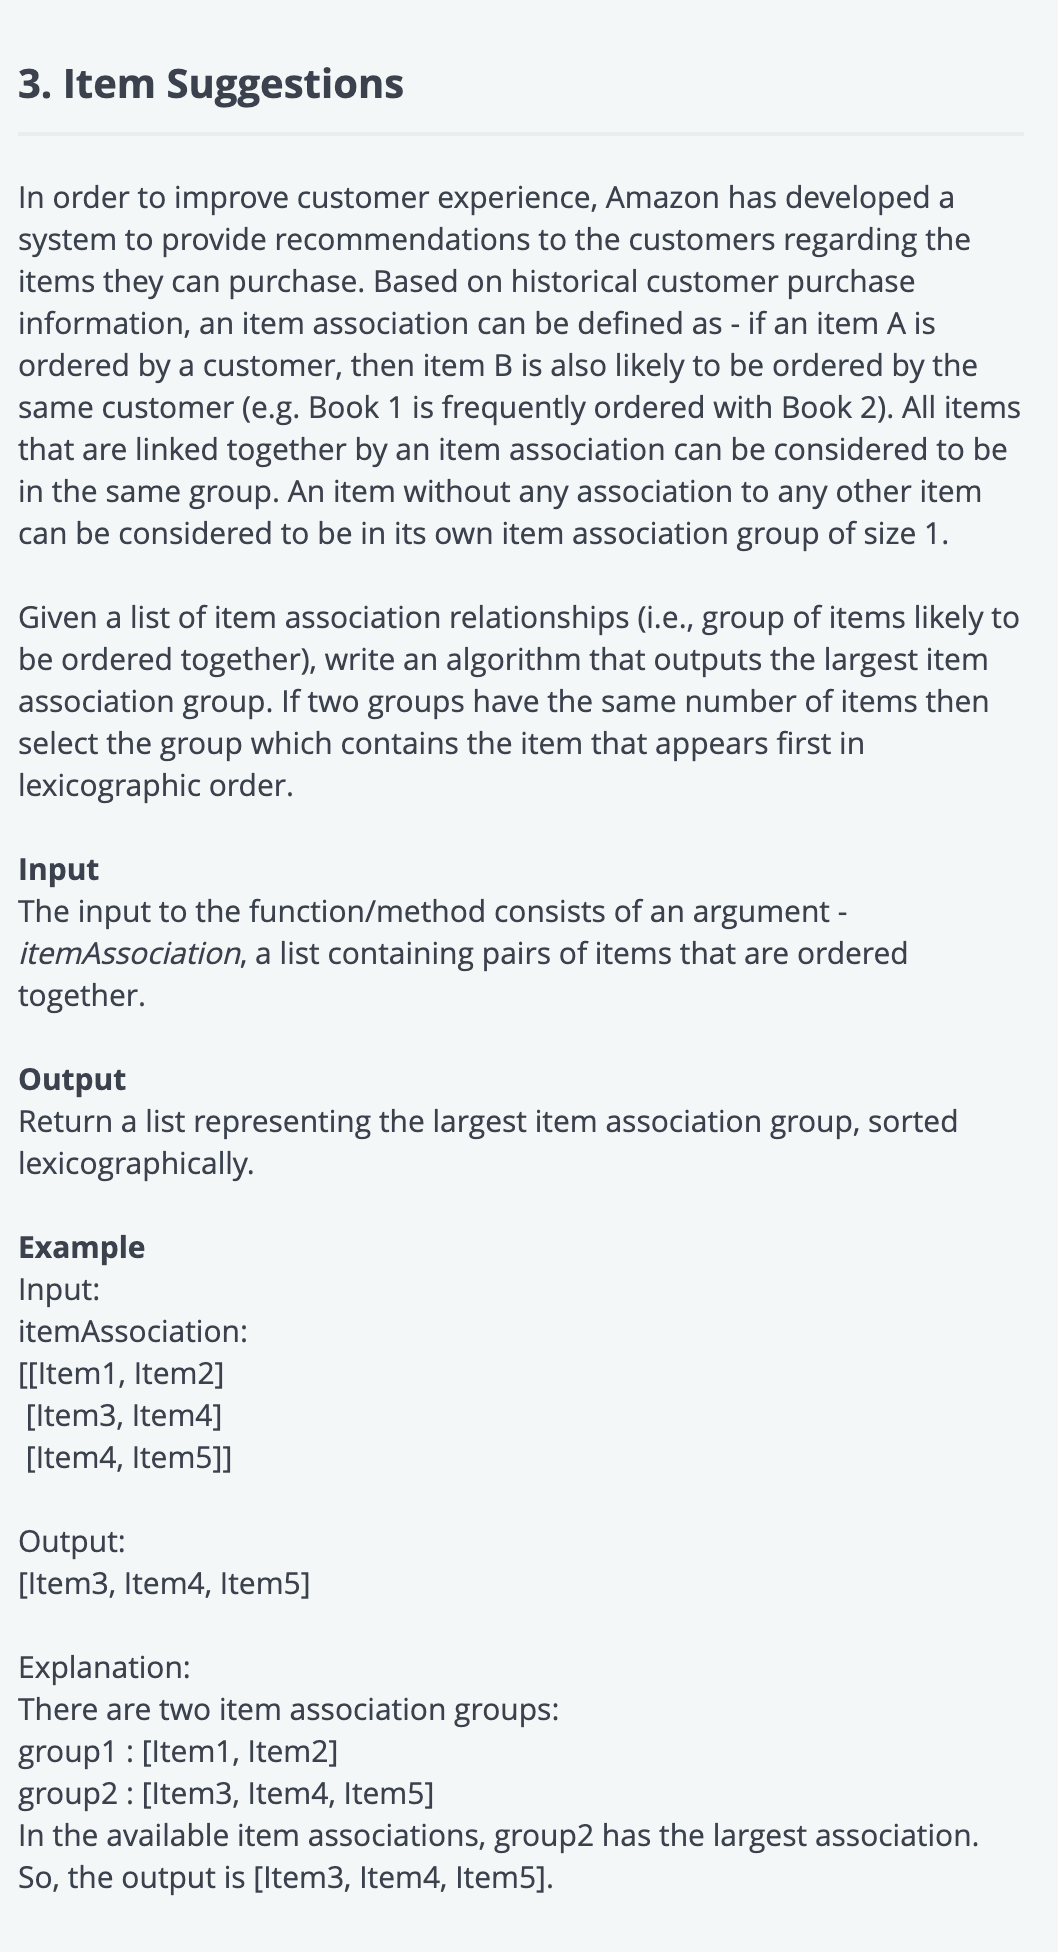 3. Item Suggestions
In order to improve customer experience, Amazon has developed a
system to provide recommendations to the customers regarding the
items they can purchase. Based on historical customer purchase
information, an item association can be defined as - if an item A is
ordered by a customer, then item B is also likely to be ordered by the
same customer (e.g. Book 1 is frequently ordered with Book 2). All items
that are linked together by an item association can be considered to be
in the same group. An item without any association to any other item
can be considered to be in its own item association group of size 1.
Given a list of item association relationships (i.e., group of items likely to
be ordered together), write an algorithm that outputs the largest item
association group. If two groups have the same number of items then
select the group which contains the item that appears first in
lexicographic order.
Input
The input to the function/method consists of an argument -
itemAssociation, a list containing pairs of items that are ordered
together.
Output
Return a list representing the largest item association group, sorted
lexicographically.
Example
Input:
itemAssociation:
[[Item1, Item2]
[Item3, Item4]
[Item4, Item5]]
Output:
[Item3, Item4, Item5]
Explanation:
There are two item association groups:
group1 : [Item1, Item2]
group2 : [Item3, Item4, Item5]
In the available item associations, group2 has the largest association.
So, the output is [Item3, Item4, Item5].